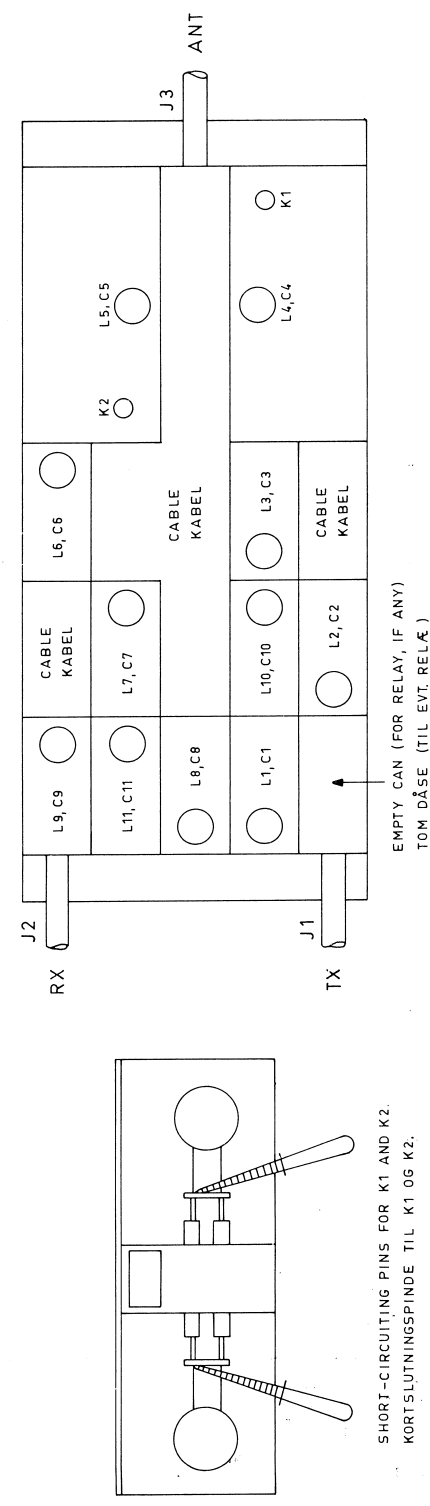 J2
RX
J1
TX
J3
ANT
L9, C9
CABLE
KABEL
L6, C6
K2
L5, C5
L11, C11
L7, C7
CABLE
KABEL
L8, C8
L1, C1
L10, C10
L3, C3
L4, C4
K1
L2, C2
CABLE
KABEL
EMPTY CAN (FOR RELAY, IF ANY)
TOM DÅSE (TIL EVT. RELÆ)
SHORT-CIRCUITING PINS FOR K1 AND K2.
KORTSLUTNINGSPINDE TIL K1 OG K2.